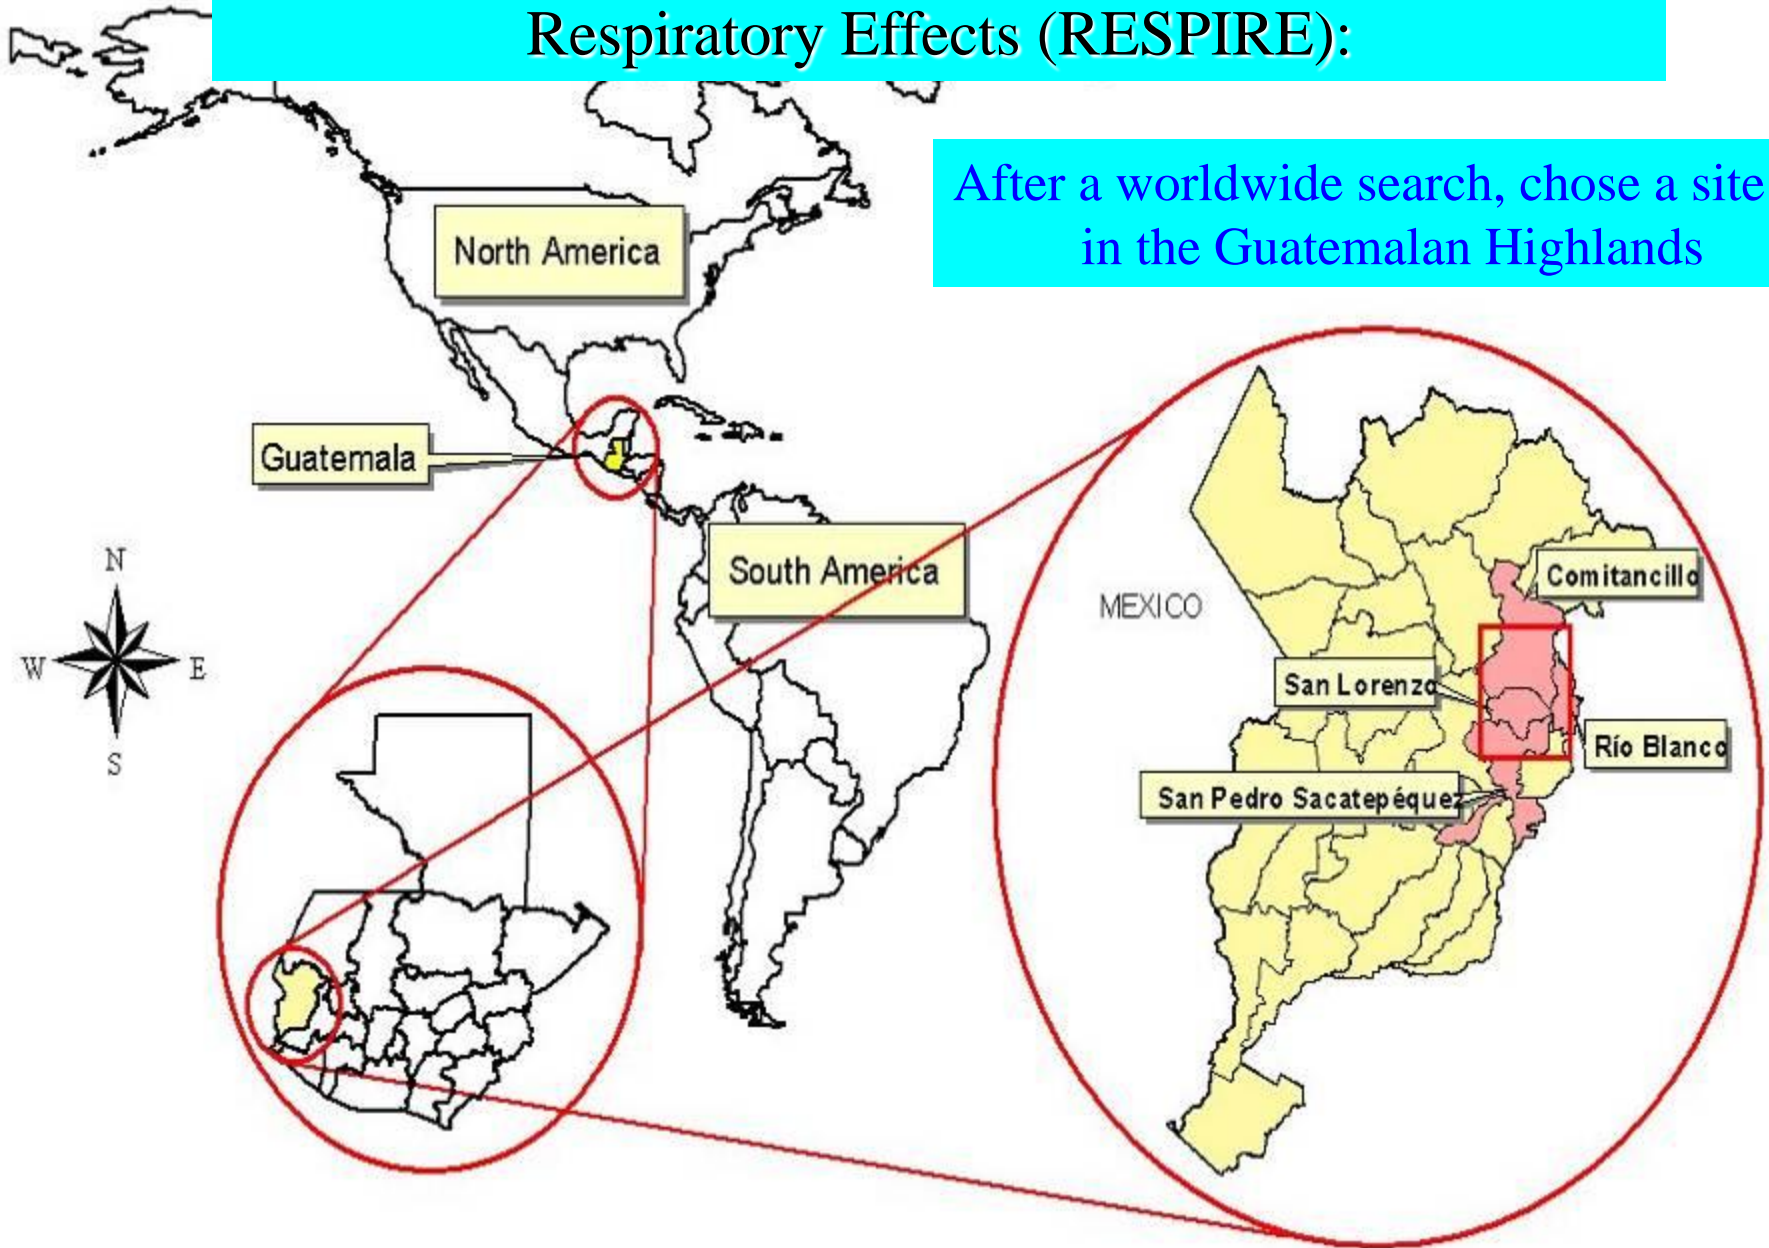 Respiratory Effects (RESPIRE):
After a worldwide search, chose a site
in the Guatemalan Highlands
North America
Guatemala
South America
N
W
E
S
MEXICO
Comitancillo
San Lorenzo
Río Blanco
San Pedro Sacatepéquez